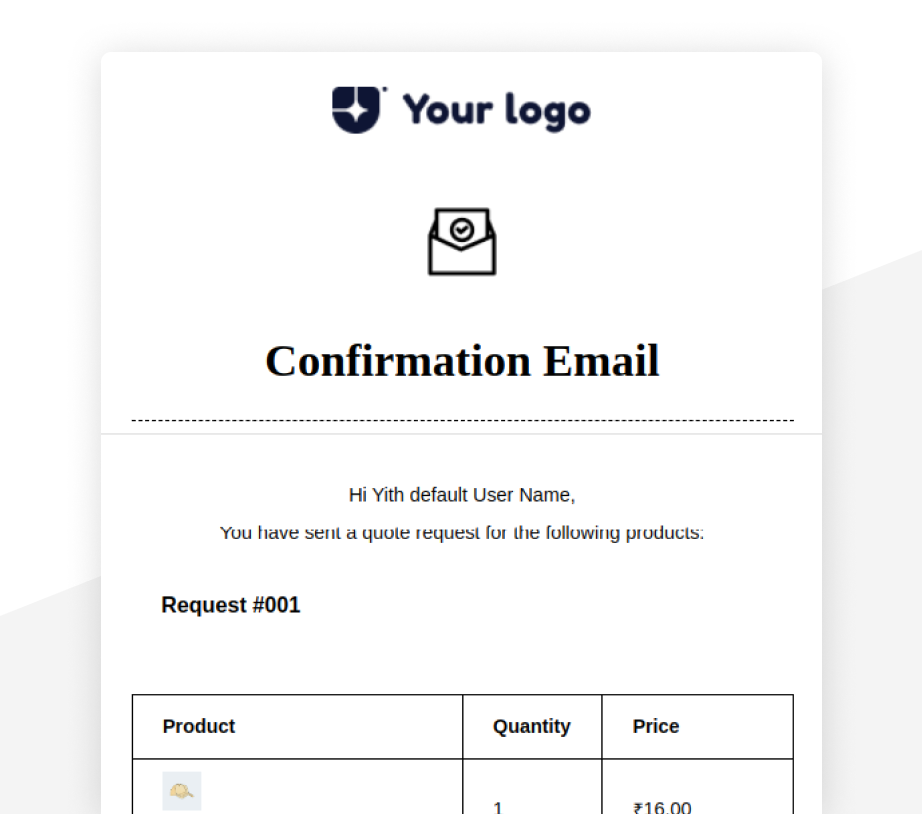 Your logo
Confirmation Email
Hi Yith default User Name,
You have sent a quote request for the following products:
Request #001
Product Quantity Price
1 ₹16.00